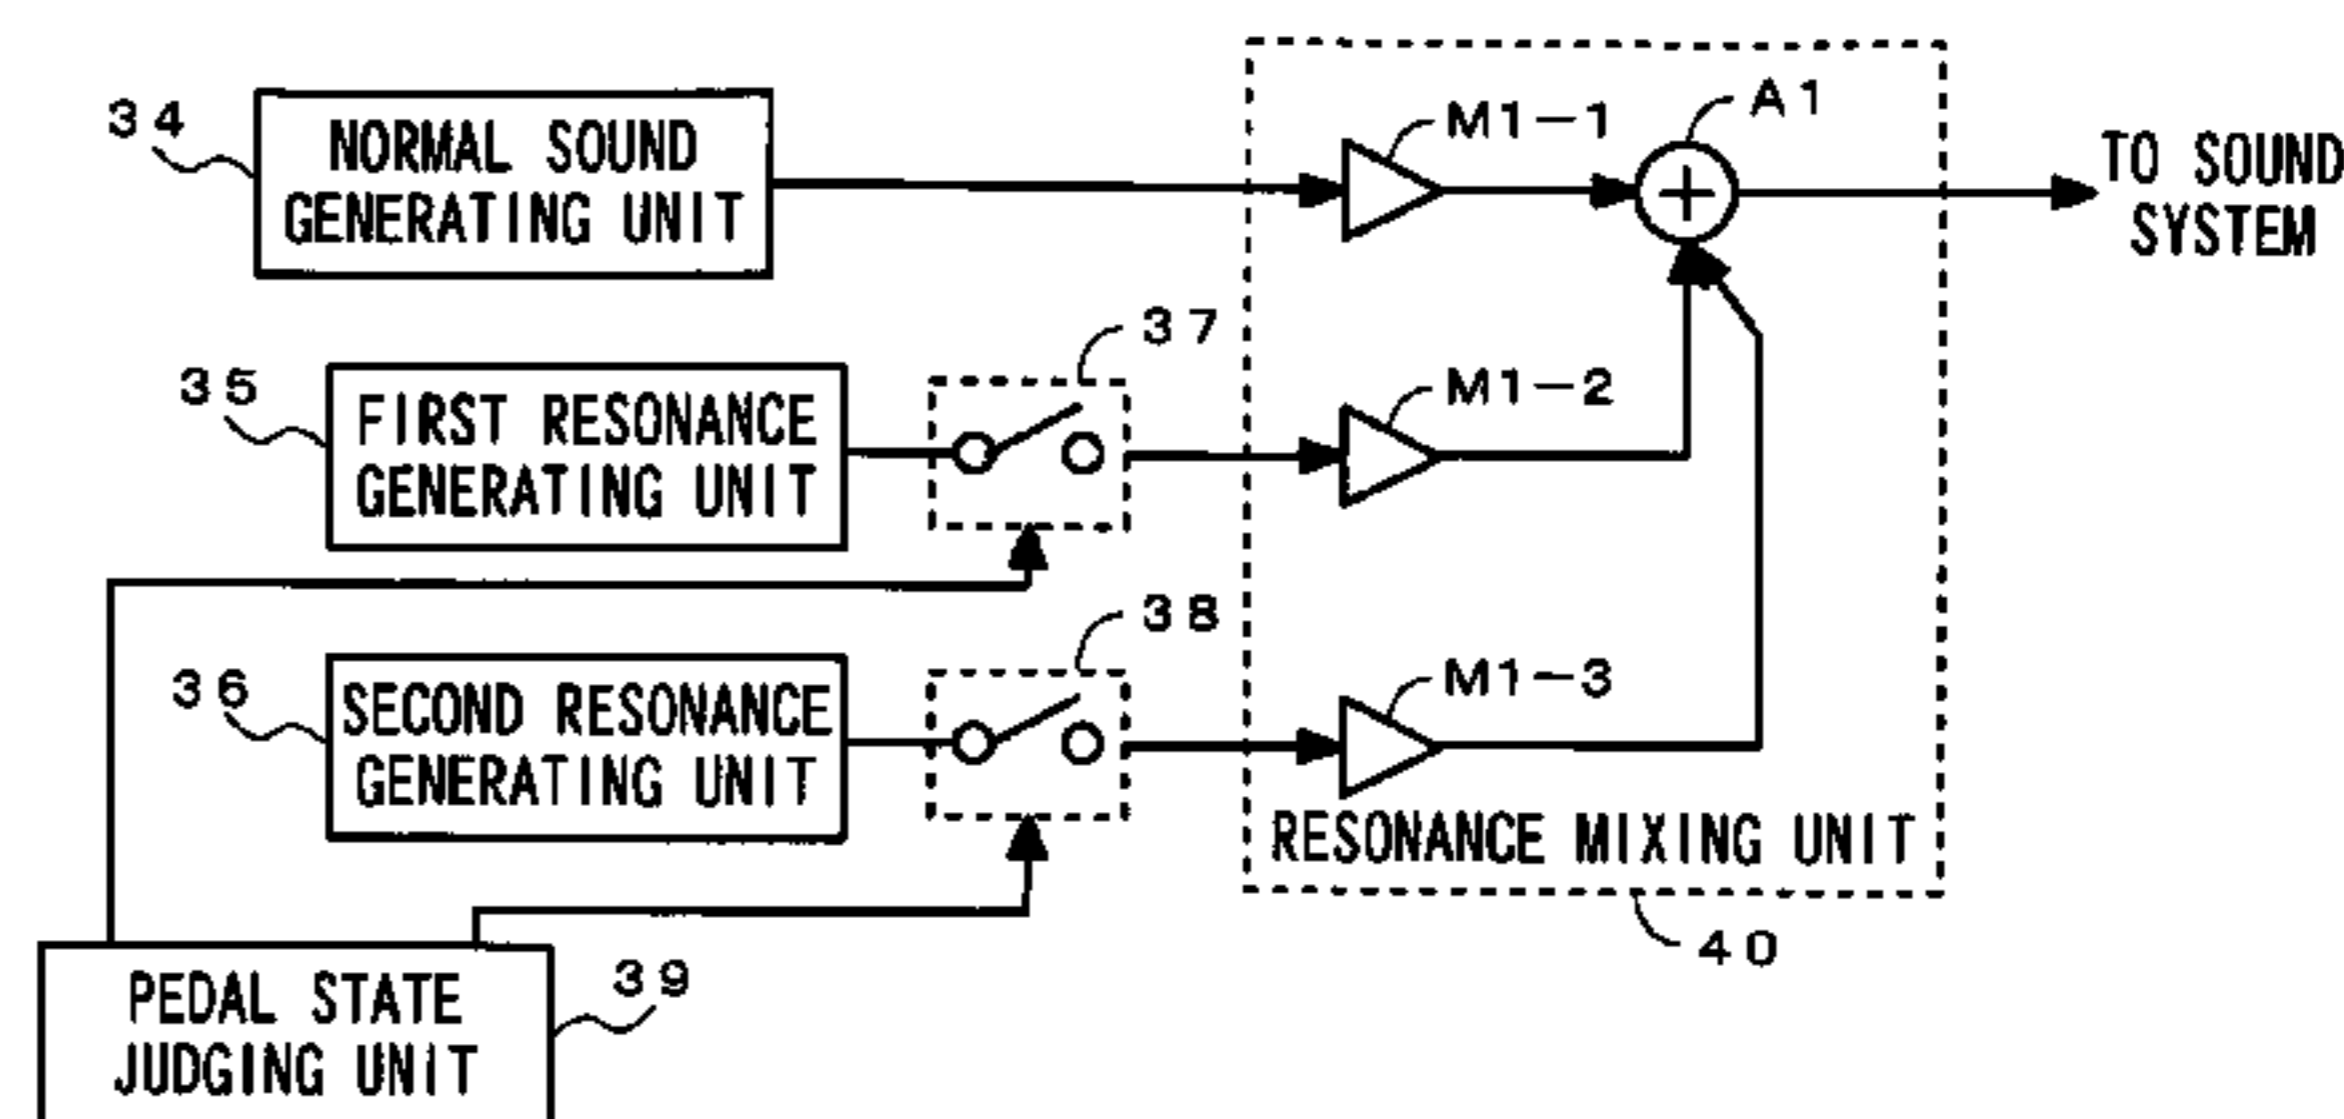 34
NORMAL SOUND
GENERATING UNIT
M1-1
A1
+
TO SOUND
SYSTEM
35
FIRST RESONANCE
GENERATING UNIT
37
M1-2
36
SECOND RESONANCE
GENERATING UNIT
38
M1-3
RESONANCE MIXING UNIT
40
PEDAL STATE
JUDGING UNIT
39